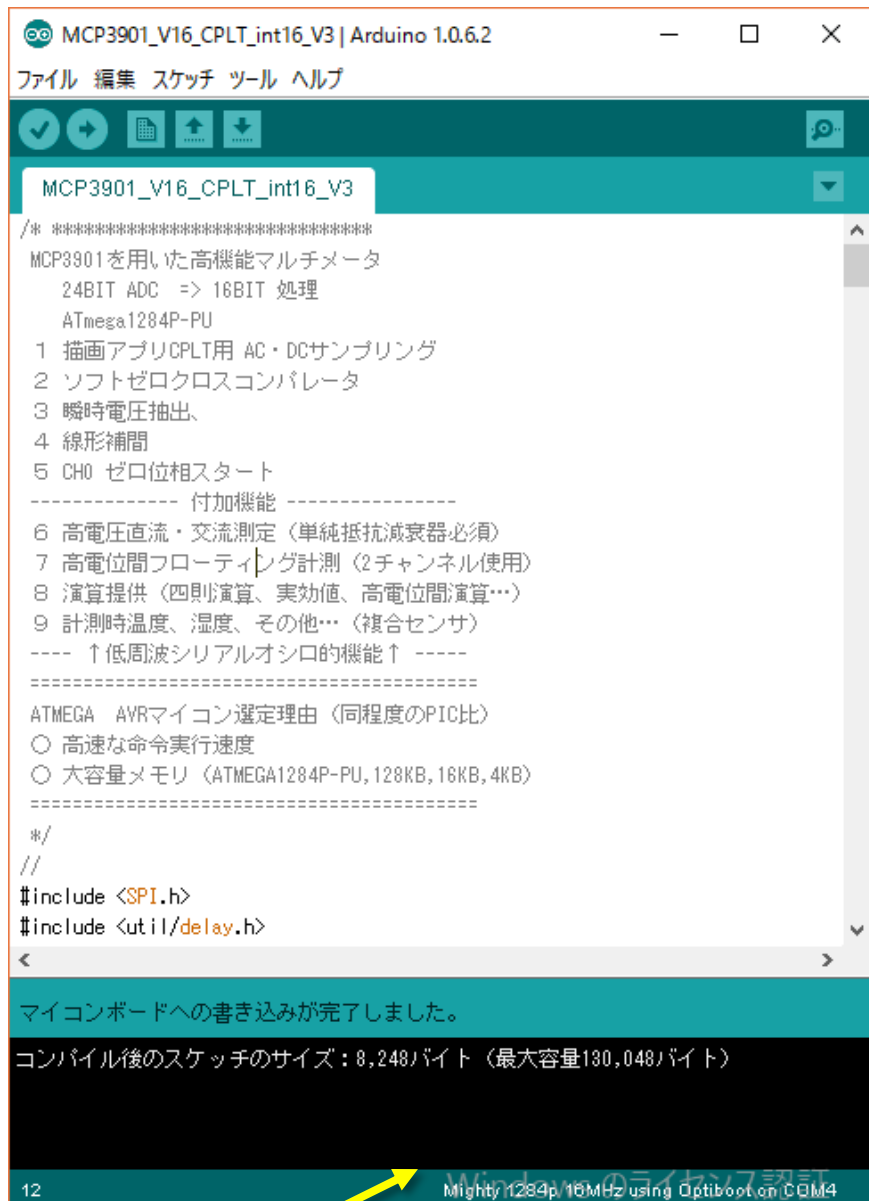 MCP3901_V16_CPLT_int16_V3 | Arduino 1.0.6.2
ファイル 編集 スケッチ ツール ヘルプ
MCP3901_V16_CPLT_int16_V3
/* ******************************
MCP3901を用いた高機能マルチメータ
24BIT ADC => 16BIT 処理
ATmega1284P-PU
1 描画アプリCPLT用 AC・DCサンプリング
2 ソフトゼロクロスコンパレータ
3 瞬時電圧抽出、
4 線形補間
5 CH0 ゼロ位相スタート
------------- 付加機能 ----------------
6 高電圧直流・交流測定（単純抵抗減衰器必須）
7 高電位間フローティング計測（2チャンネル使用）
8 演算提供（四則演算、実効値、高電位間演算…）
9 計測時温度、湿度、その他…（複合センサ）
---- ↑低周波シリアルオシロ的機能↑ -----
==========================================
ATMEGA AVRマイコン選定理由（同程度のPIC比）
○ 高速な命令実行速度
○ 大容量メモリ（ATMEGA1284P-PU,128KB,16KB,4KB）
==========================================
*/
//
#include <SPI.h>
#include <util/delay.h>
マイコンボードへの書き込みが完了しました。
コンパイル後のスケッチのサイズ：8,248バイト（最大容量130,048バイト）
Windows のライセンス認証
12
Mighty 1284p 16MHz using Optiboot on COM4